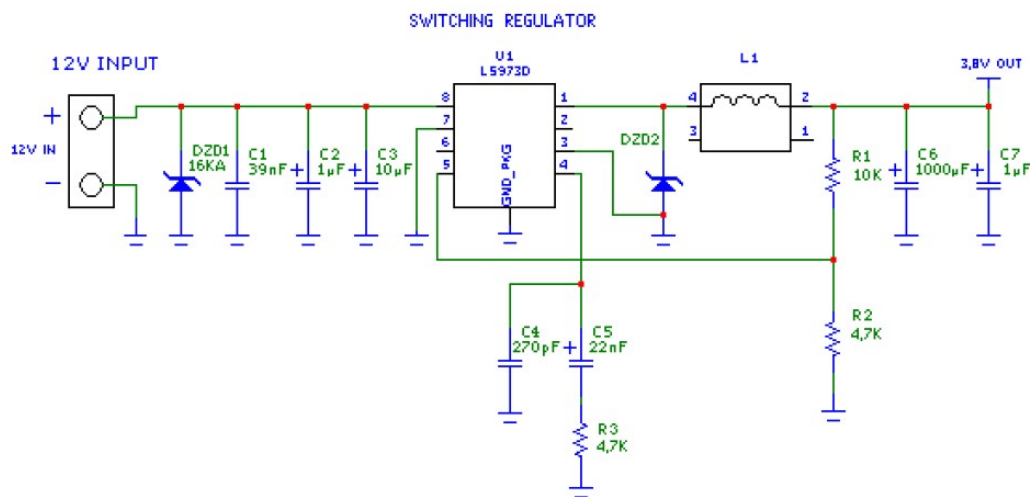 SWITCHING REGULATOR
12V INPUT
+
12V IN
−
DZD1
16KA
C1
39nF
+
C2
1µF
+
C3
10µF
U1
L5973D
8
7
6
5
1
2
3
4
GND_PKG
DZD2
L1
4
3
2
1
3,8V OUT
R1
10K
+
C6
1000µF
+
C7
1µF
C4
270pF
+
C5
22nF
R2
4,7K
R3
4,7K